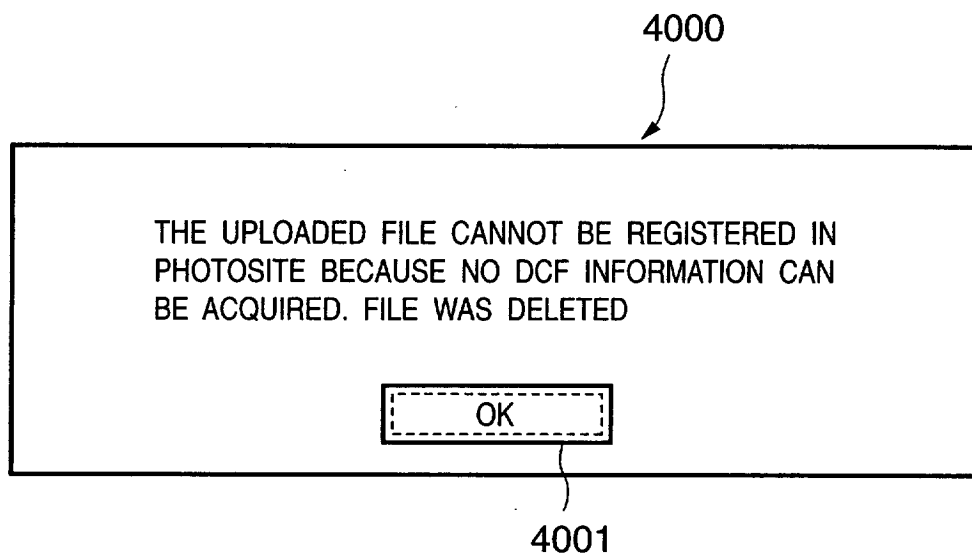 4000
THE UPLOADED FILE CANNOT BE REGISTERED IN
PHOTOSITE BECAUSE NO DCF INFORMATION CAN
BE ACQUIRED. FILE WAS DELETED
OK
4001